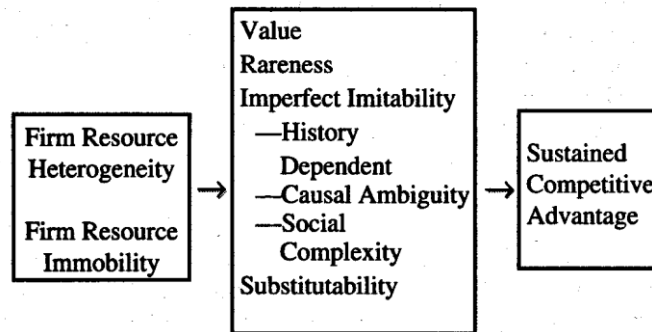 Firm Resource
Heterogeneity
Firm Resource
Immobility
Value
Rareness
Imperfect Imitability
—History
Dependent
—Causal Ambiguity
—Social
Complexity
Substitutability
Sustained
Competitive
Advantage